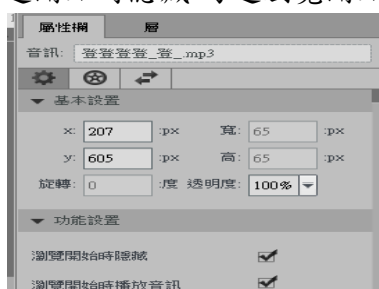 屬性欄 層
音訊: 登登登登_登_.mp3
基本設置
x: 207 :px 寬: 65 :px
y: 605 :px 高: 65 :px
旋轉: 0 :度 透明度: 100%
功能設置
瀏覽開始時隱藏
瀏覽開始時播放音訊